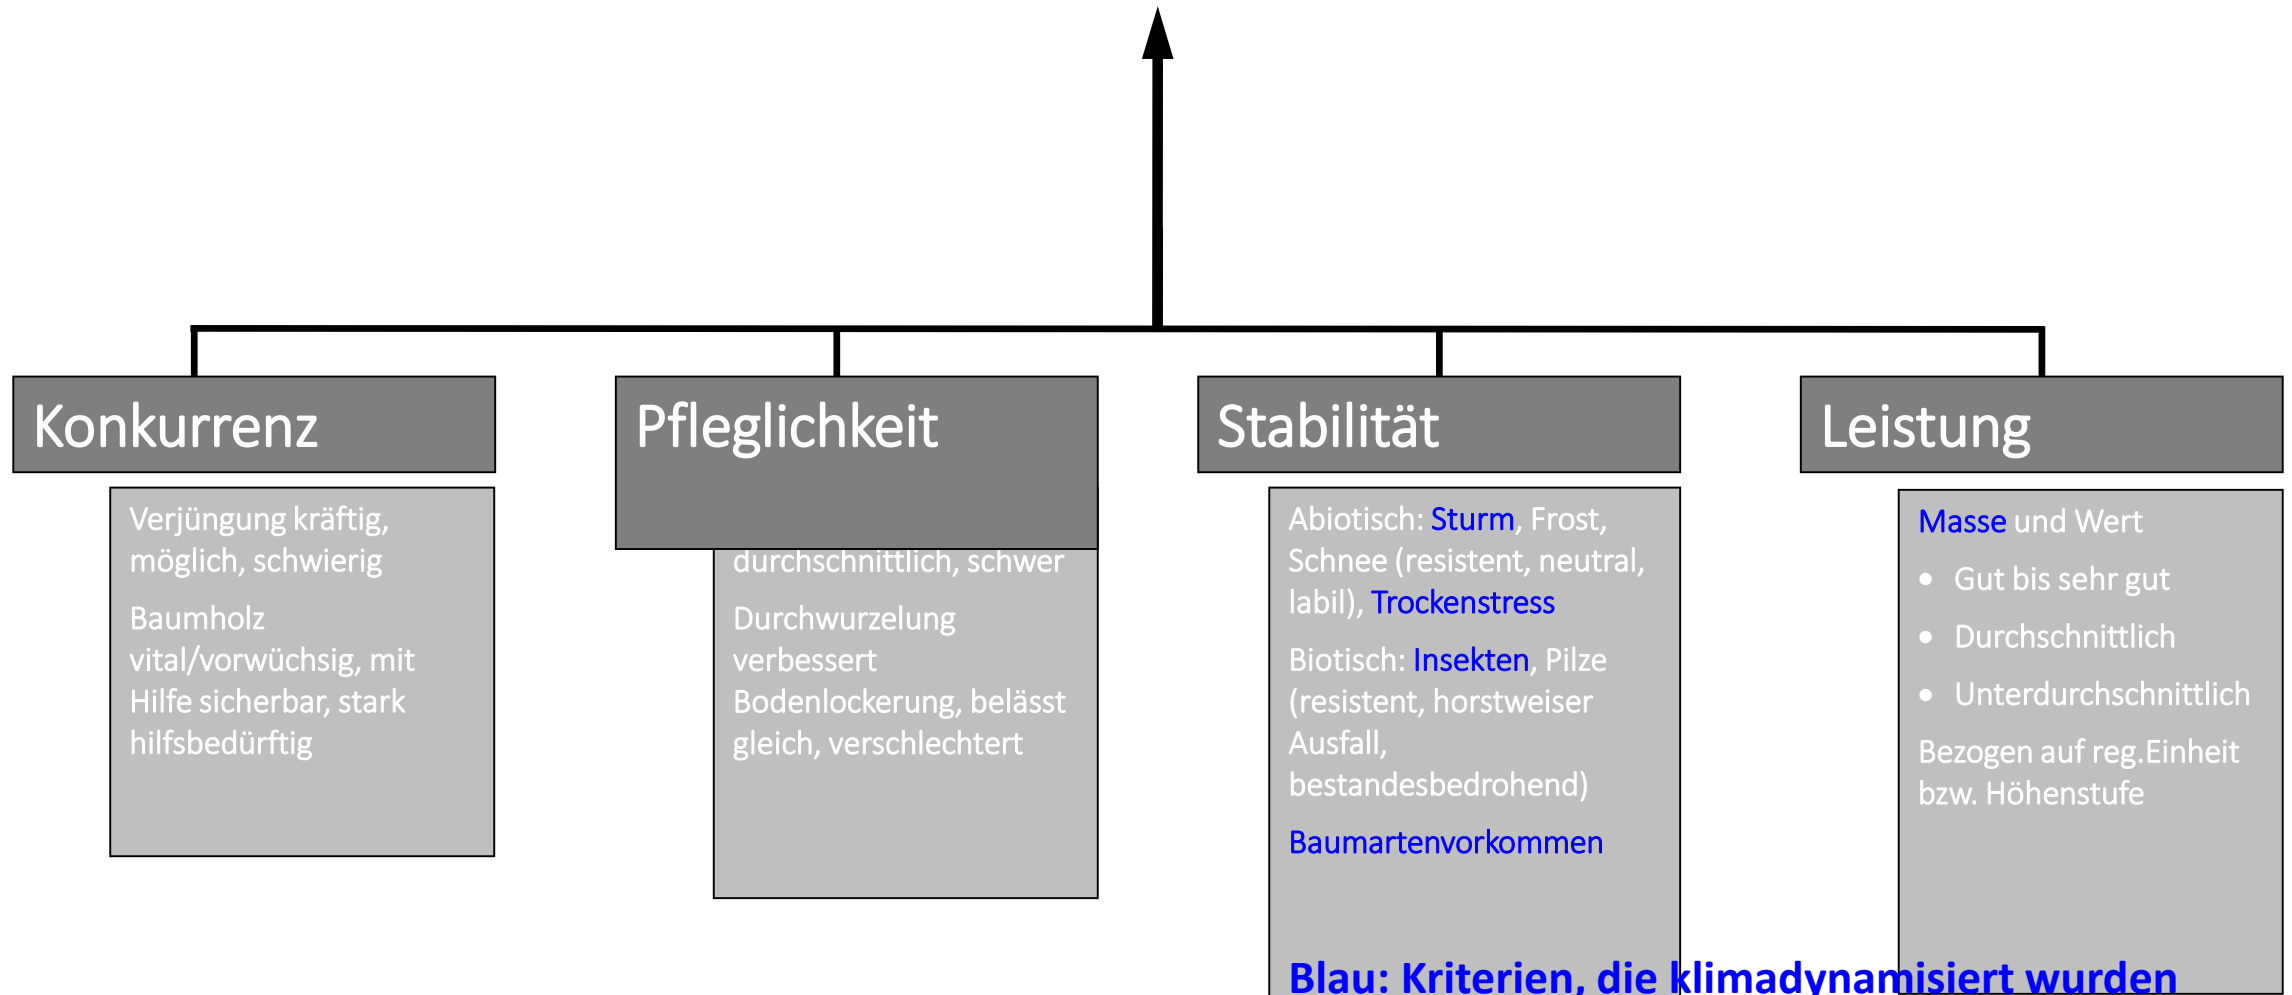 Konkurrenz
Verjüngung kräftig,
möglich, schwierig
Baumholz
vital/vorwüchsig, mit
Hilfe sicherbar, stark
hilfsbedürftig
Pfleglichkeit
durchschnittlich, schwer
Durchwurzelung
verbessert
Bodenlockerung, belässt
gleich, verschlechtert
Stabilität
Abiotisch: Sturm, Frost,
Schnee (resistent, neutral,
labil), Trockenstress
Biotisch: Insekten, Pilze
(resistent, horstweiser
Ausfall,
bestandesbedrohend)
Baumartenvorkommen
Leistung
Masse und Wert
• Gut bis sehr gut
• Durchschnittlich
• Unterdurchschnittlich
Bezogen auf reg.Einheit
bzw. Höhenstufe
Blau: Kriterien, die klimadynamisiert wurden